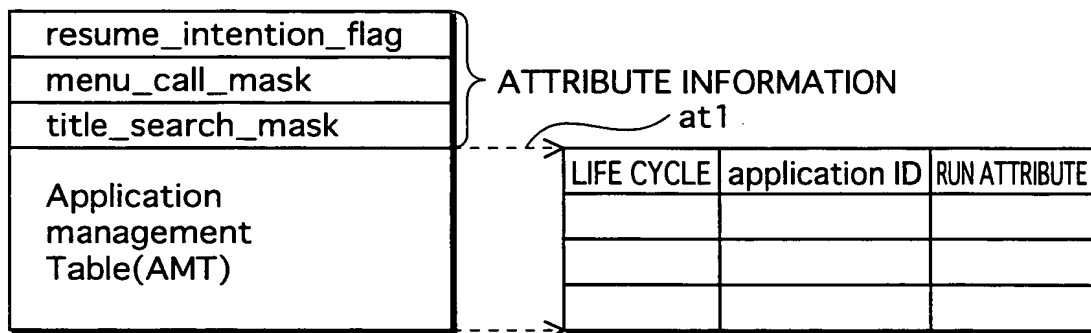 resume_intention_flag
menu_call_mask
title_search_mask
ATTRIBUTE INFORMATION
at1
Application
management
Table(AMT)
LIFE CYCLE application ID RUN ATTRIBUTE